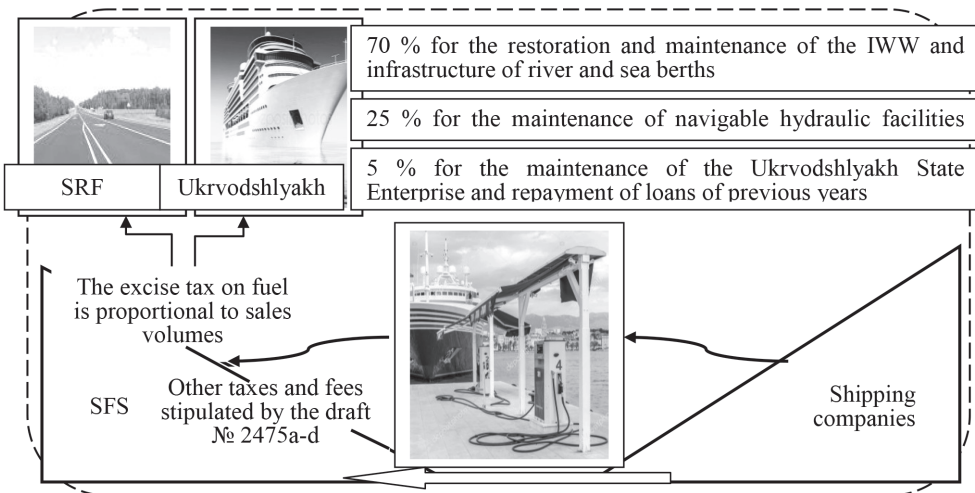 70 % for the restoration and maintenance of the IWW and
infrastructure of river and sea berths
25 % for the maintenance of navigable hydraulic facilities
5 % for the maintenance of the Ukrvodshlyakh State
Enterprise and repayment of loans of previous years
SRF
Ukrvodshlyakh
The excise tax on fuel
is proportional to sales
volumes
Other taxes and fees
stipulated by the draft
№ 2475a-d
SFS
4
Shipping
companies